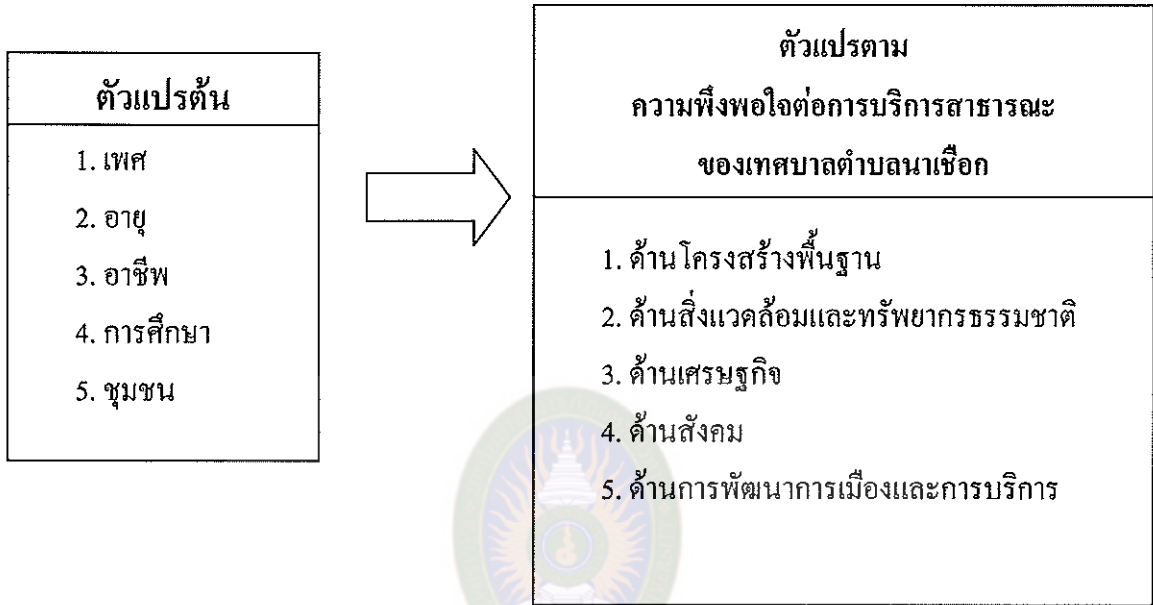 ตัวแปรต้น
1. เพศ
2. อายุ
3. อาชีพ
4. การศึกษา
5. ชุมชน
ตัวแปรตาม
ความพึงพอใจต่อการบริการสาธารณะ
ของเทศบาลตำบลนาเชือก
1. ด้านโครงสร้างพื้นฐาน
2. ด้านสิ่งแวดล้อมและทรัพยากรธรรมชาติ
3. ด้านเศรษฐกิจ
4. ด้านสังคม
5. ด้านการพัฒนาการเมืองและการบริการ